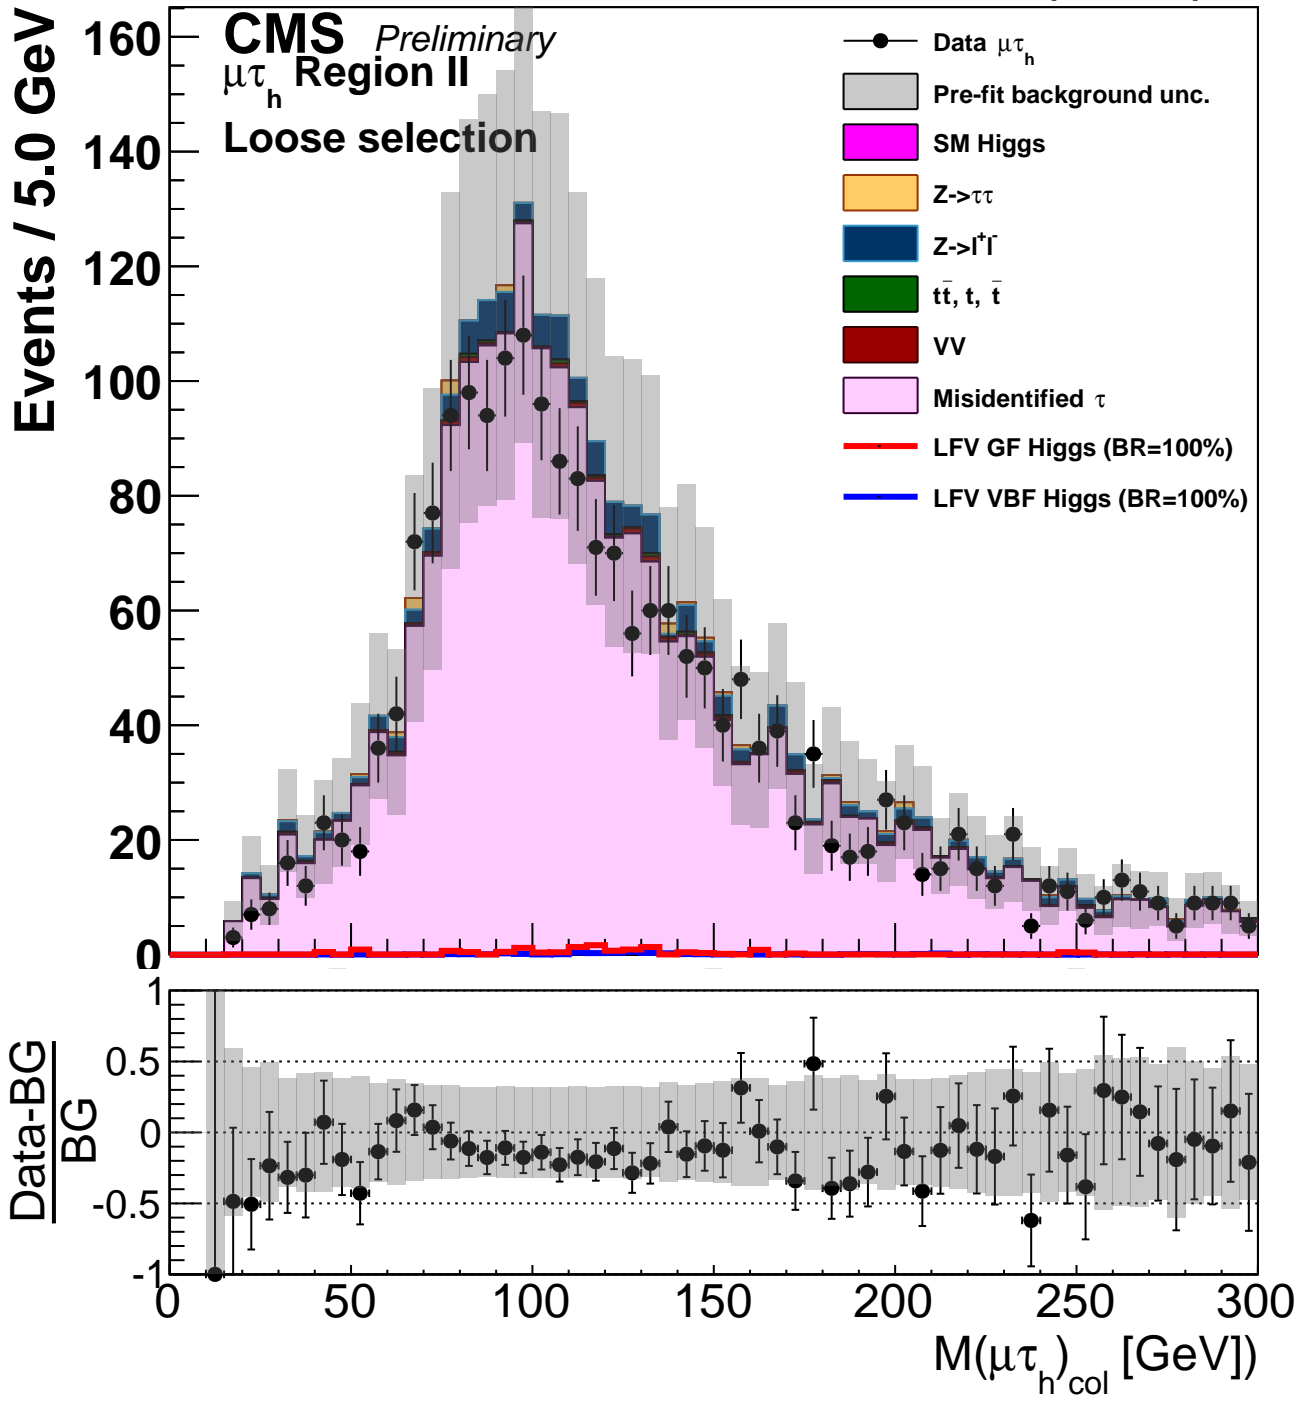 CMS Preliminary
μτh Region II
Loose selection
Events / 5.0 GeV
160
140
120
100
80
60
40
20
0
Data μτh
Pre-fit background unc.
SM Higgs
Z->ττ
Z->l+l-
tt̄, t, t̄
VV
Misidentified τ
LFV GF Higgs (BR=100%)
LFV VBF Higgs (BR=100%)
Data-BG
BG
1
0.5
0
-0.5
-1
0 50 100 150 200 250 300
M(μτh)col [GeV])